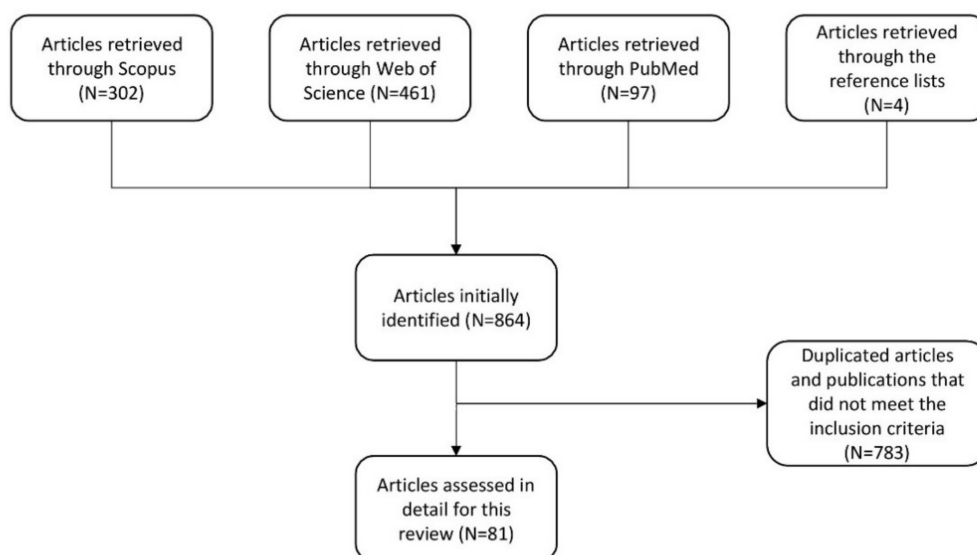 Articles retrieved
through Scopus
(N=302)
Articles retrieved
through Web of
Science (N=461)
Articles retrieved
through PubMed
(N=97)
Articles retrieved
through the
reference lists
(N=4)
Articles initially
identified (N=864)
Duplicated articles
and publications that
did not meet the
inclusion criteria
(N=783)
Articles assessed in
detail for this
review (N=81)